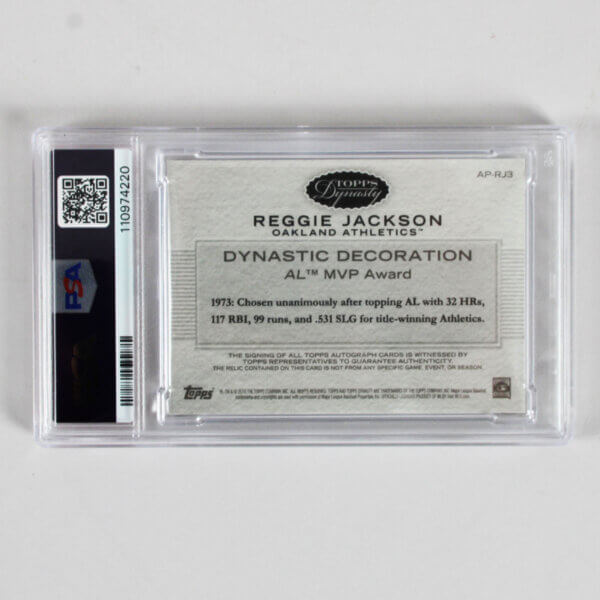 110974220
PSA
AP-RJ3
TOPPS
Dynasty
REGGIE JACKSON
OAKLAND ATHLETICS™
DYNASTIC DECORATION
AL™ MVP Award
1973: Chosen unanimously after topping AL with 32 HRs,
117 RBI, 99 runs, and .531 SLG for title-winning Athletics.
THE SIGNING OF ALL TOPPS AUTOGRAPH CARDS IS WITNESSED BY
TOPPS REPRESENTATIVES TO GUARANTEE AUTHENTICITY.
THE RELIC CONTAINED ON THIS CARD IS NOT FROM ANY SPECIFIC GAME, EVENT, OR SEASON.
Topps